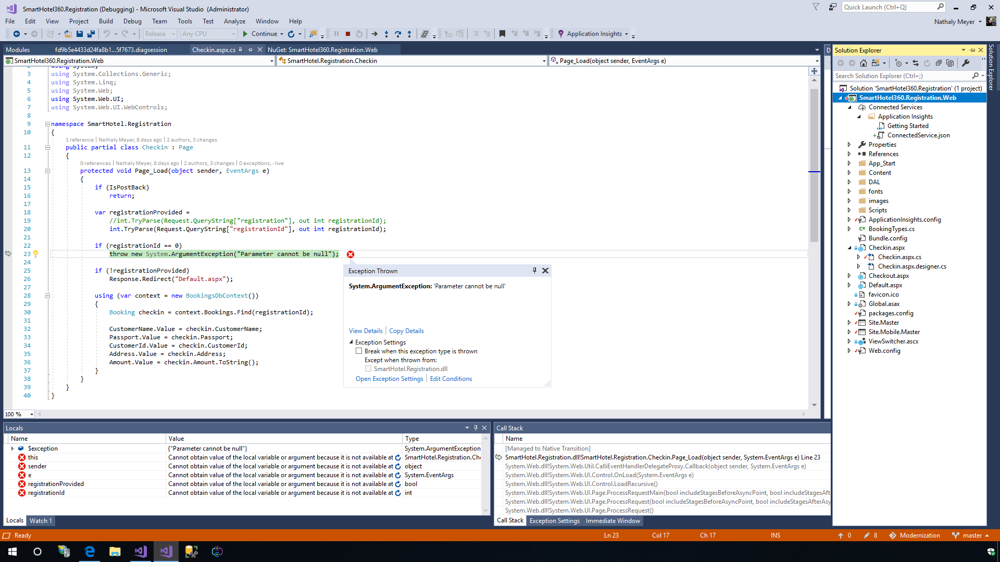 SmartHotel360.Registration (Debugging) - Microsoft Visual Studio  (Administrator)
Quick Launch (Ctrl+Q)
File Edit View Project Build Debug Team Tools Test Analyze Window Help
Nathaly Meyer
Release Any CPU Continue Application Insights
Modules fd9b5e4433d24fa8b1...5f7673.diagsession Checkin.aspx.cs NuGet: SmartHotel360.Registration.Web
SmartHotel360.Registration.Web SmartHotel.Registration.Checkin Page_Load(object sender, EventArgs e)
2 using System;
3 using System.Collections.Generic;
4 using System.Linq;
5 using System.Web;
6 using System.Web.UI;
7 using System.Web.UI.WebControls;
8
9 namespace SmartHotel.Registration
10 {
1 reference | Nathaly Meyer, 8 days ago | 2 authors, 3 changes
11 public partial class Checkin : Page
12 {
0 references | Nathaly Meyer, 8 days ago | 2 authors, 3 changes | 0 exceptions, - live
13 protected void Page_Load(object sender, EventArgs e)
14 {
15 if (IsPostBack)
16 return;
17
18 var registrationProvided =
19 //int.TryParse(Request.QueryString["registration"], out int registrationId);
20 int.TryParse(Request.QueryString["registrationId"], out int registrationId);
21
22 if (registrationId == 0)
23 throw new System.ArgumentException("Parameter cannot be null");
24
25 if (!registrationProvided)
26 Response.Redirect("Default.aspx");
27
28 using (var context = new BookingsDbContext())
29 {
30 Booking checkin = context.Bookings.Find(registrationId);
31
32 CustomerName.Value = checkin.CustomerName;
33 Passport.Value = checkin.Passport;
34 CustomerId.Value = checkin.CustomerId;
35 Address.Value = checkin.Address;
36 Amount.Value = checkin.Amount.ToString();
37 }
38 }
39 }
40 }
100 %
Exception Thrown
System.ArgumentException: 'Parameter cannot be null'
View Details | Copy Details
Exception Settings
Break when this exception type is thrown
Except when thrown from:
SmartHotel.Registration.dll
Open Exception Settings | Edit Conditions
D
Solution Explorer
Solution Explorer
Search Solution Explorer (Ctrl+;)
Solution 'SmartHotel360.Registration' (1 project)
SmartHotel360.Registration.Web
Connected Services
Application Insights
Getting Started
ConnectedService.json
Properties
References
App_Start
Content
DAL
fonts
images
Scripts
ApplicationInsights.config
C# BookingTypes.cs
Bundle.config
Checkin.aspx
Checkin.aspx.cs
Checkin.aspx.designer.cs
Checkout.aspx
Default.aspx
favicon.ico
Global.asax
packages.config
Site.Master
Site.Mobile.Master
ViewSwitcher.ascx
Web.config
Locals
Name Value Type
$exception {"Parameter cannot be null"} System.ArgumentException
this Cannot obtain value of the local variable or argument because it is not available at SmartHotel.Registration.Che
sender Cannot obtain value of the local variable or argument because it is not available at object
e Cannot obtain value of the local variable or argument because it is not available at System.EventArgs
registrationProvided Cannot obtain value of the local variable or argument because it is not available at bool
registrationId Cannot obtain value of the local variable or argument because it is not available at int
Locals Watch 1
Call Stack
Name
[Managed to Native Transition]
SmartHotel.Registration.dll!SmartHotel.Registration.Checkin.Page_Load(object sender, System.EventArgs e) Line 23
System.Web.dll!System.Web.Util.CalliEventHandlerDelegateProxy.Callback(object sender, System.EventArgs e)
System.Web.dll!System.Web.UI.Control.OnLoad(System.EventArgs e)
System.Web.dll!System.Web.UI.Control.LoadRecursive()
System.Web.dll!System.Web.UI.Page.ProcessRequestMain(bool includeStagesBeforeAsyncPoint, bool includeStagesAft
System.Web.dll!System.Web.UI.Page.ProcessRequest(bool includeStagesBeforeAsyncPoint, bool includeStagesAfterAsy
System.Web.dll!System.Web.UI.Page.ProcessRequest()
Call Stack Exception Settings Immediate Window
Ready Ln 23 Col 17 Ch 17 INS 0 8 Modernization master